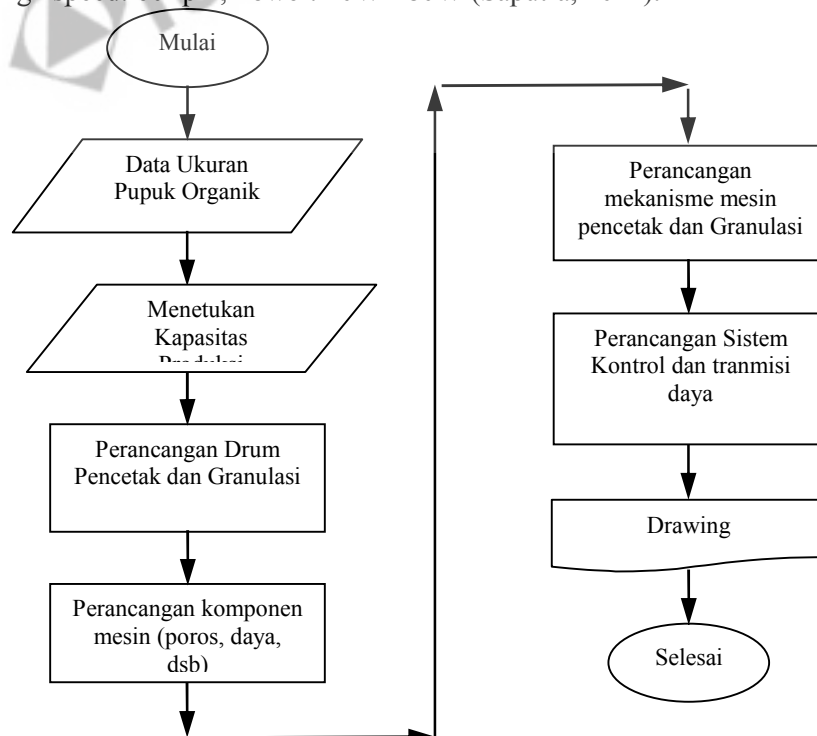 Mulai
Data Ukuran
Pupuk Organik
Menetukan
Kapasitas
Perancangan Drum
Pencetak dan Granulasi
Perancangan komponen
mesin (poros, daya,
dsb)
Perancangan
mekanisme mesin
pencetak dan Granulasi
Perancangan Sistem
Kontrol dan tranmisi
daya
Drawing
Selesai